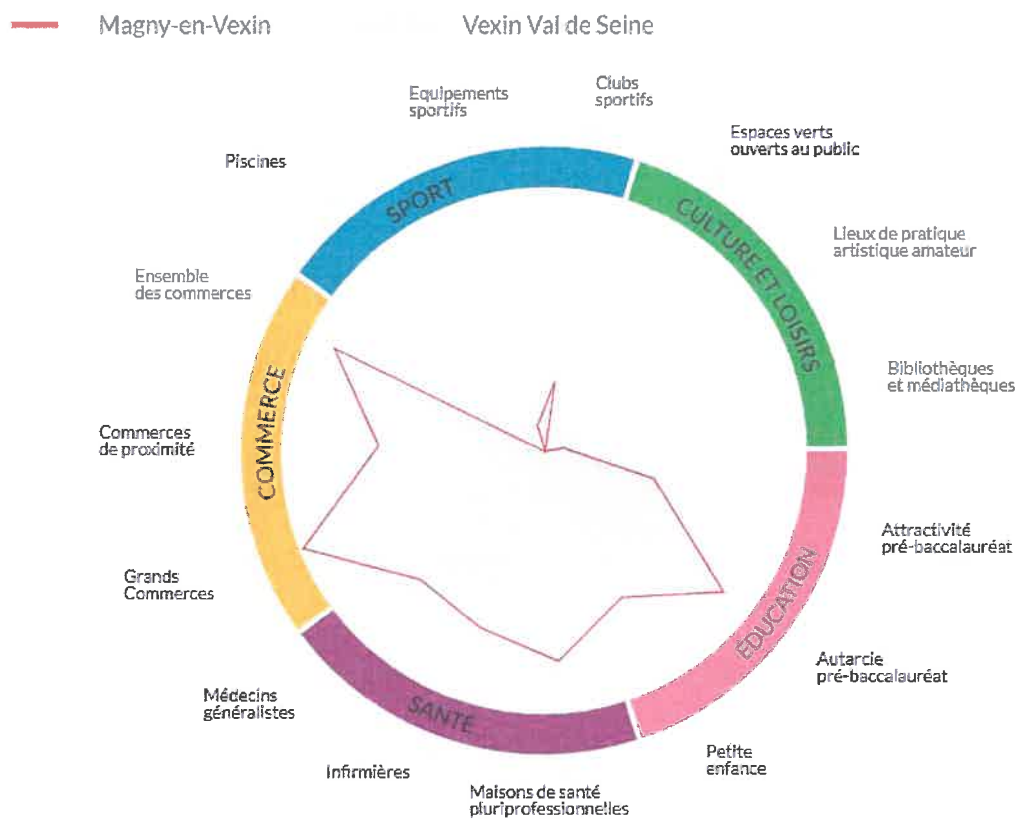 Magny-en-Vexin
Vexin Val de Seine
Equipements
sportifs
Clubs
sportifs
Espaces verts
ouverts au public
Piscines
SPORT
CULTURE ET LOISIRS
Lieux de pratique
artistique amateur
Ensemble
des commerces
Bibliothèques
et médiathèques
COMMERCE
Commerces
de proximité
Attractivité
pré-baccalauréat
Grands
Commerces
ÉDUCATION
Autarcie
pré-baccalauréat
Médecins
généralistes
SANTE
Petite
enfance
Infirmières
Maisons de santé
pluriprofessionnelles